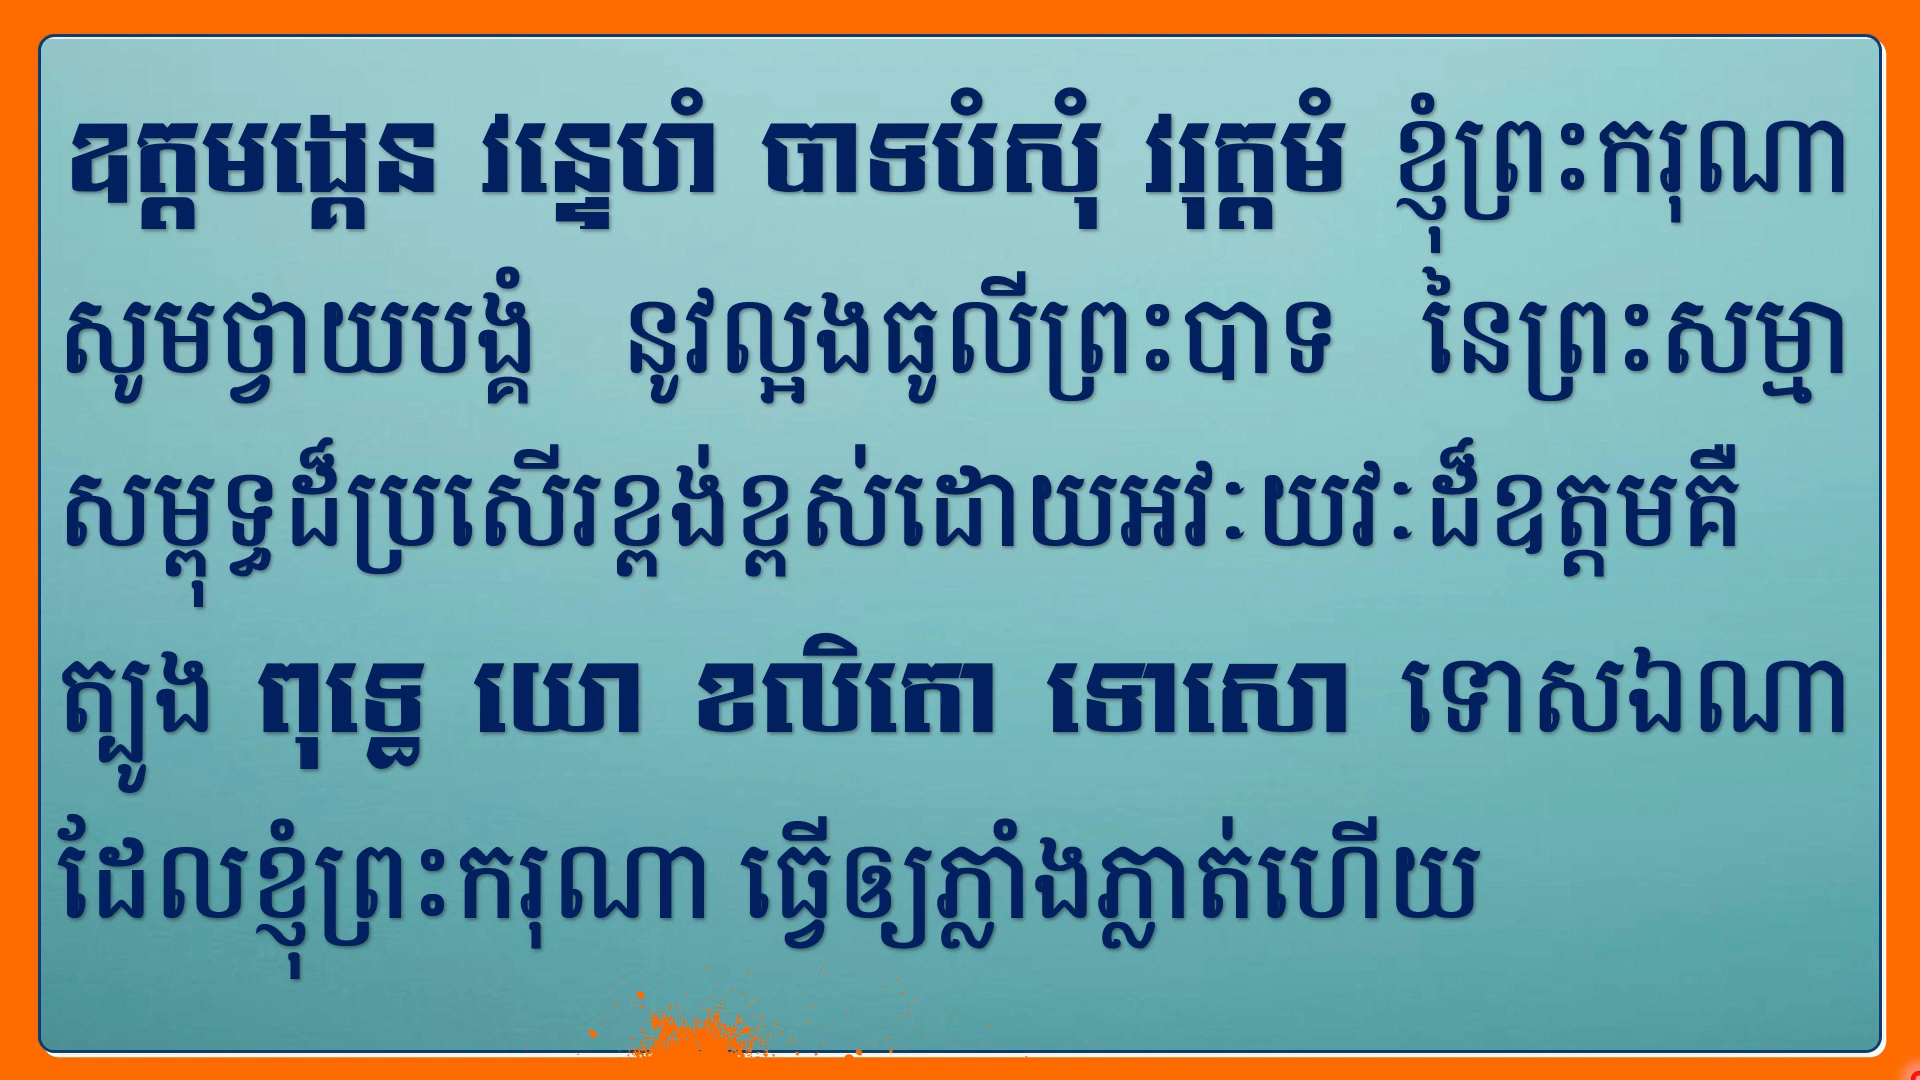 ឧត្តមង្គេន វន្ទេហំ បាទបំសុំ វរុត្តមំ ខ្ញុំព្រះករុណា
សូមថ្វាយបង្គំ នូវល្អងធូលីព្រះបាទ នៃព្រះសម្មា
សម្ពុទ្ធដ៏ប្រសើរខ្ពង់ខ្ពស់ដោយអវៈយវៈដ៏ឧត្តមគឺ
ត្បូង ពុទ្ធេ យោ ខលិតោ ទោសោ ទោសឯណា
ដែលខ្ញុំព្រះករុណា ធ្វើឲ្យភ្លាំងភ្លាត់ហើយ